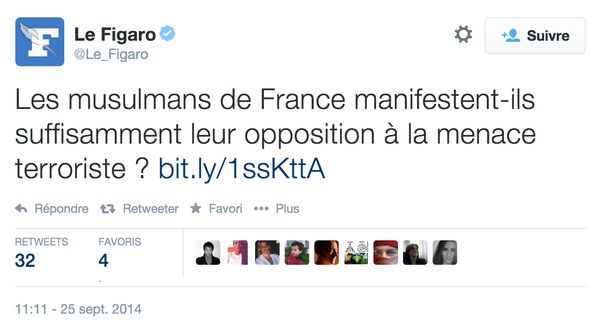 Le Figaro
@Le_Figaro
Suivre
Les musulmans de France manifestent-ils
suffisamment leur opposition à la menace
terroriste ? bit.ly/1ssKttA
Répondre Retweeter Favori Plus
RETWEETS FAVORIS
32 4
11:11 - 25 sept. 2014